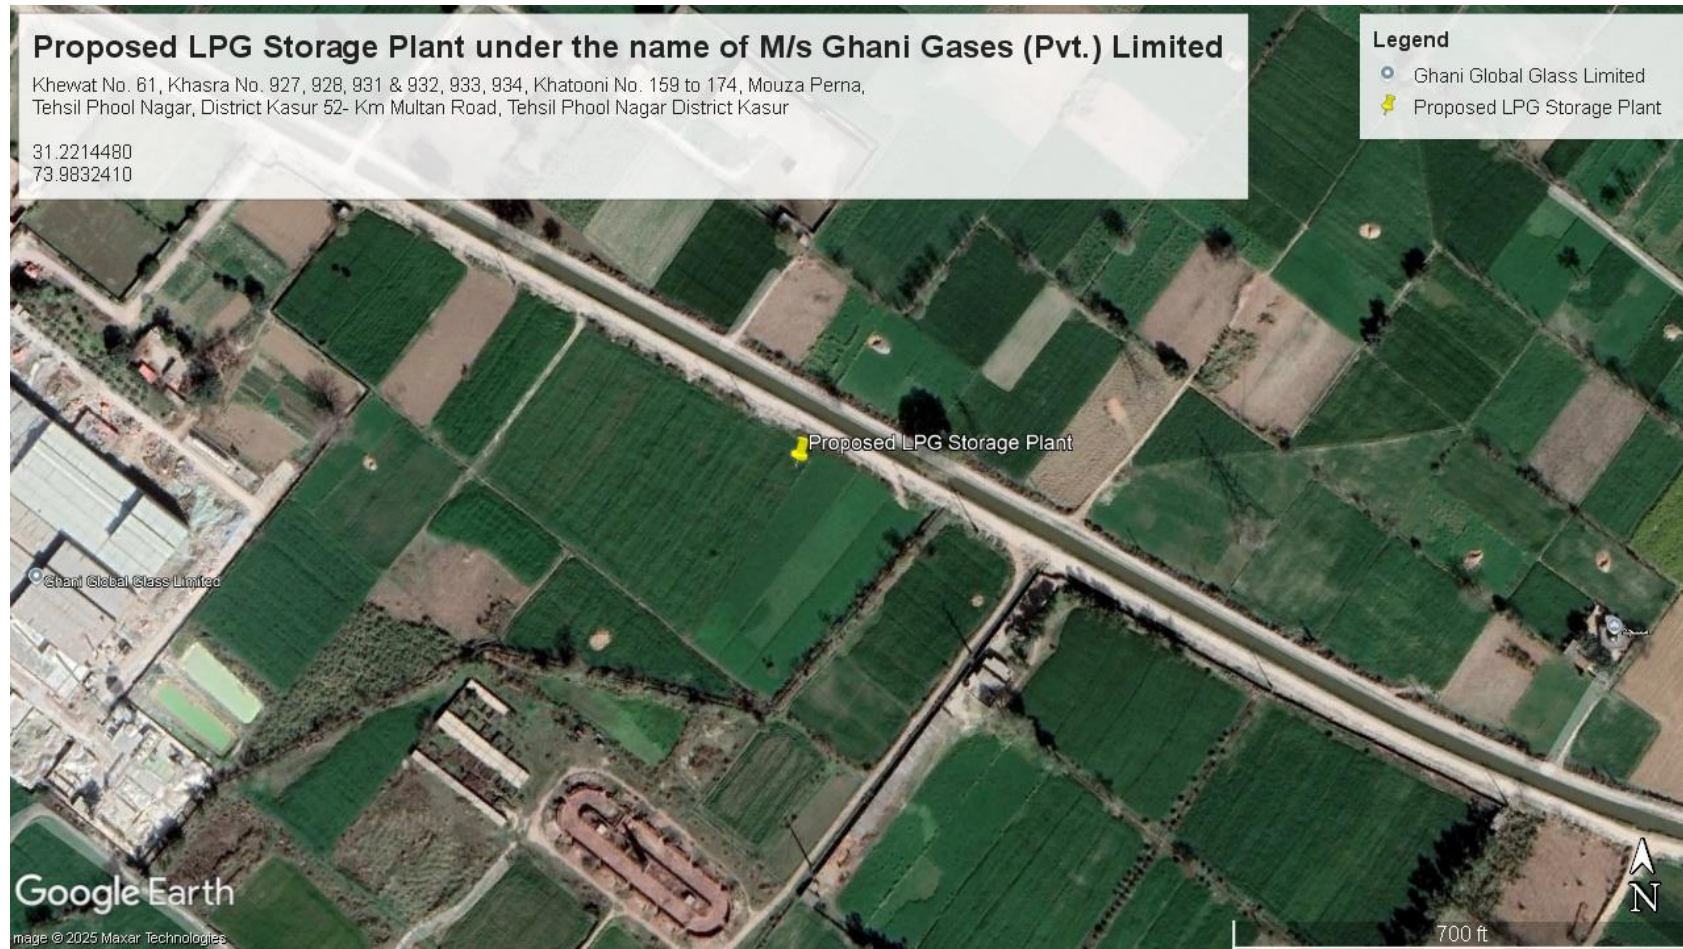 Proposed LPG Storage Plant under the name of M/s Ghani Gases (Pvt.) Limited
Khewat No. 61, Khasra No. 927, 928, 931 & 932, 933, 934, Khatooni No. 159 to 174, Mouza Perna,
Tehsil Phool Nagar, District Kasur 52- Km Multan Road, Tehsil Phool Nagar District Kasur
31.2214480
73.9832410
Legend
Ghani Global Glass Limited
Proposed LPG Storage Plant
Proposed LPG Storage Plant
Ghani Global Glass Limited
N
Google Earth
700 ft
mage © 2025 Maxar Technologies